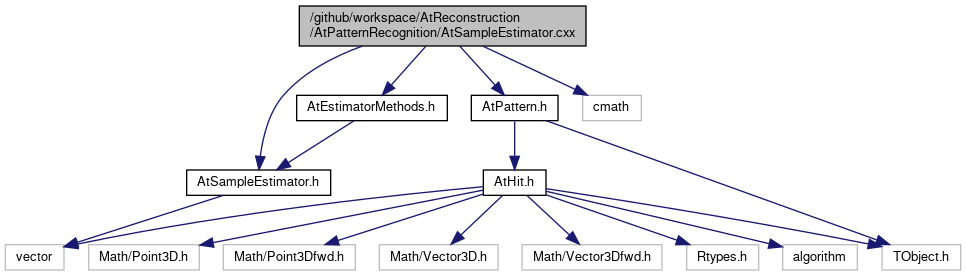 /github/workspace/AtReconstruction
/AtPatternRecognition/AtSampleEstimator.cxx
AtEstimatorMethods.h
AtPattern.h
cmath
AtSampleEstimator.h
AtHit.h
vector
Math/Point3D.h
Math/Point3Dfwd.h
Math/Vector3D.h
Math/Vector3Dfwd.h
Rtypes.h
algorithm
TObject.h